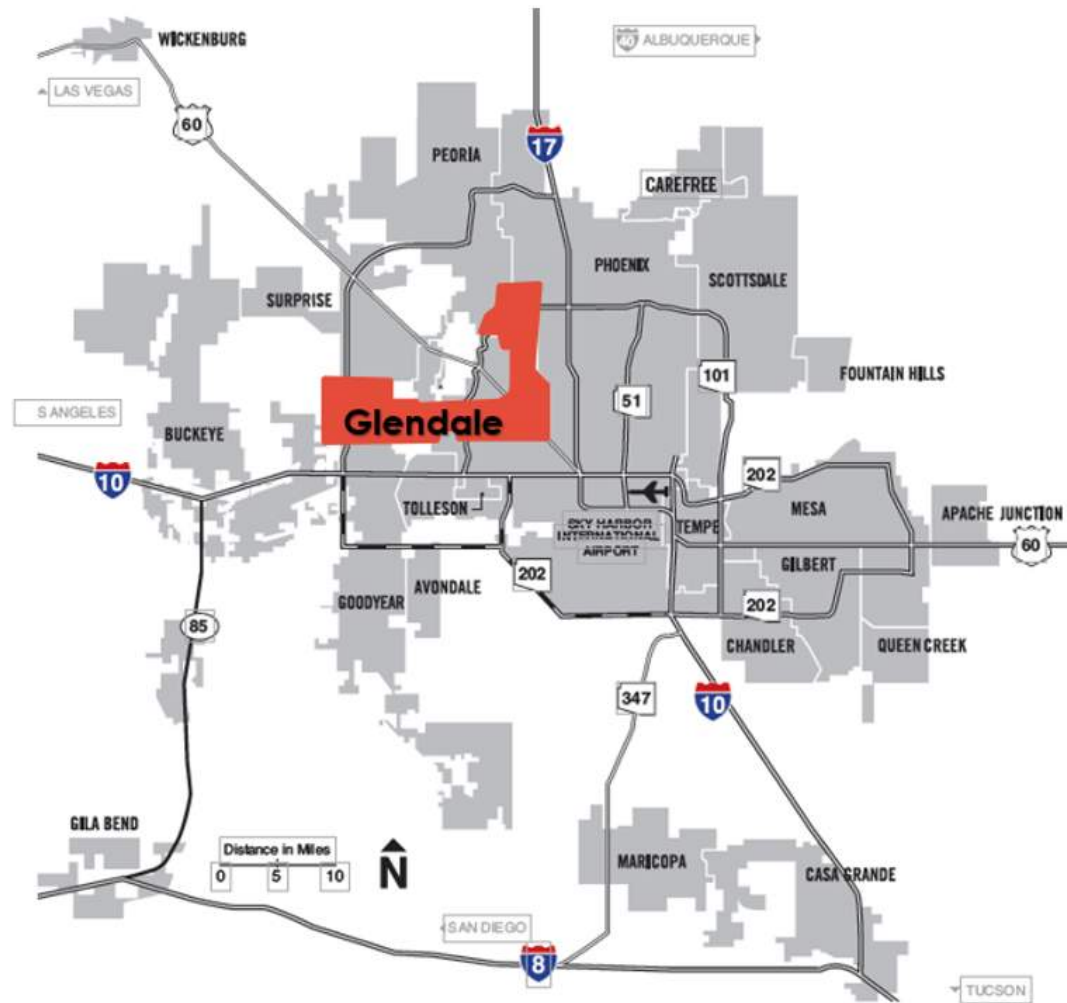 WICKENBURG
40 ALBUQUERQUE
LAS VEGAS
60
17
PEORIA
CAREFREE
PHOENIX
SCOTTSDALE
SURPRISE
101
FOUNTAIN HILLS
51
S ANGELES
Glendale
BUCKEYE
10
202
TOLLESON
MESA
APACHE JUNCTION
SKY HARBOR
INTERNATIONAL
AIRPORT
TEMPE
60
GILBERT
202
AVONDALE
GOODYEAR
202
85
CHANDLER
QUEEN CREEK
347
10
GILA BEND
Distance in Miles
0 5 10
N
MARICOPA
CASA GRANDE
SAN DIEGO
8
TUCSON